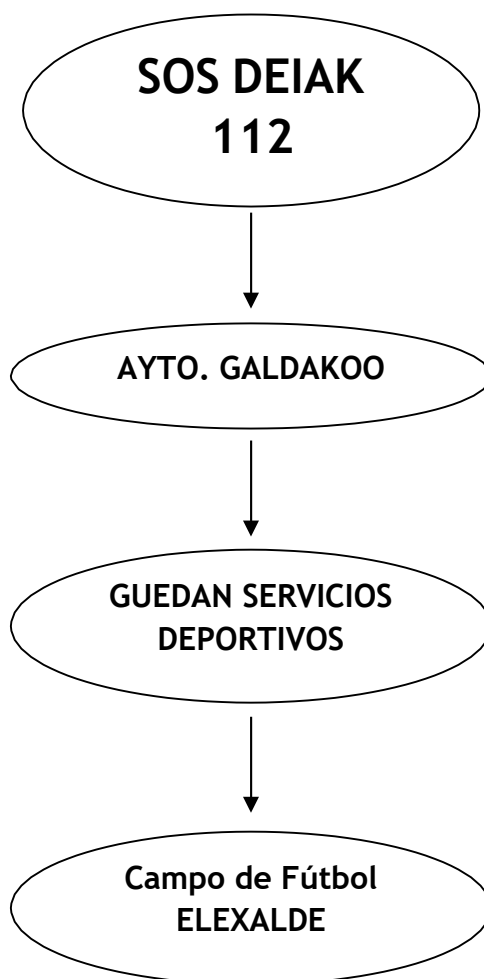 SOS DEIAK
112
AYTO. GALDAKOO
GUEDAN SERVICIOS
DEPORTIVOS
Campo de Fútbol
ELEXALDE